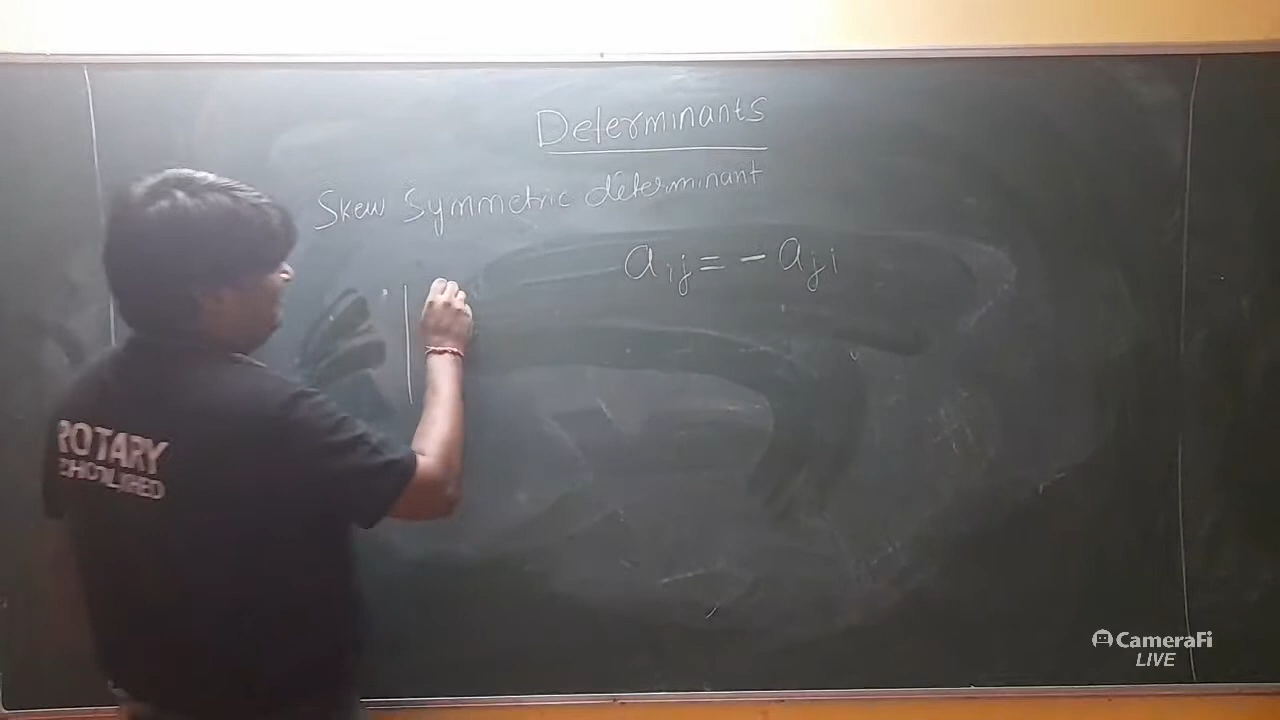 Determinants
Skew Symmetric determinant
aij = - aji
ROTARY
CameraFi
LIVE